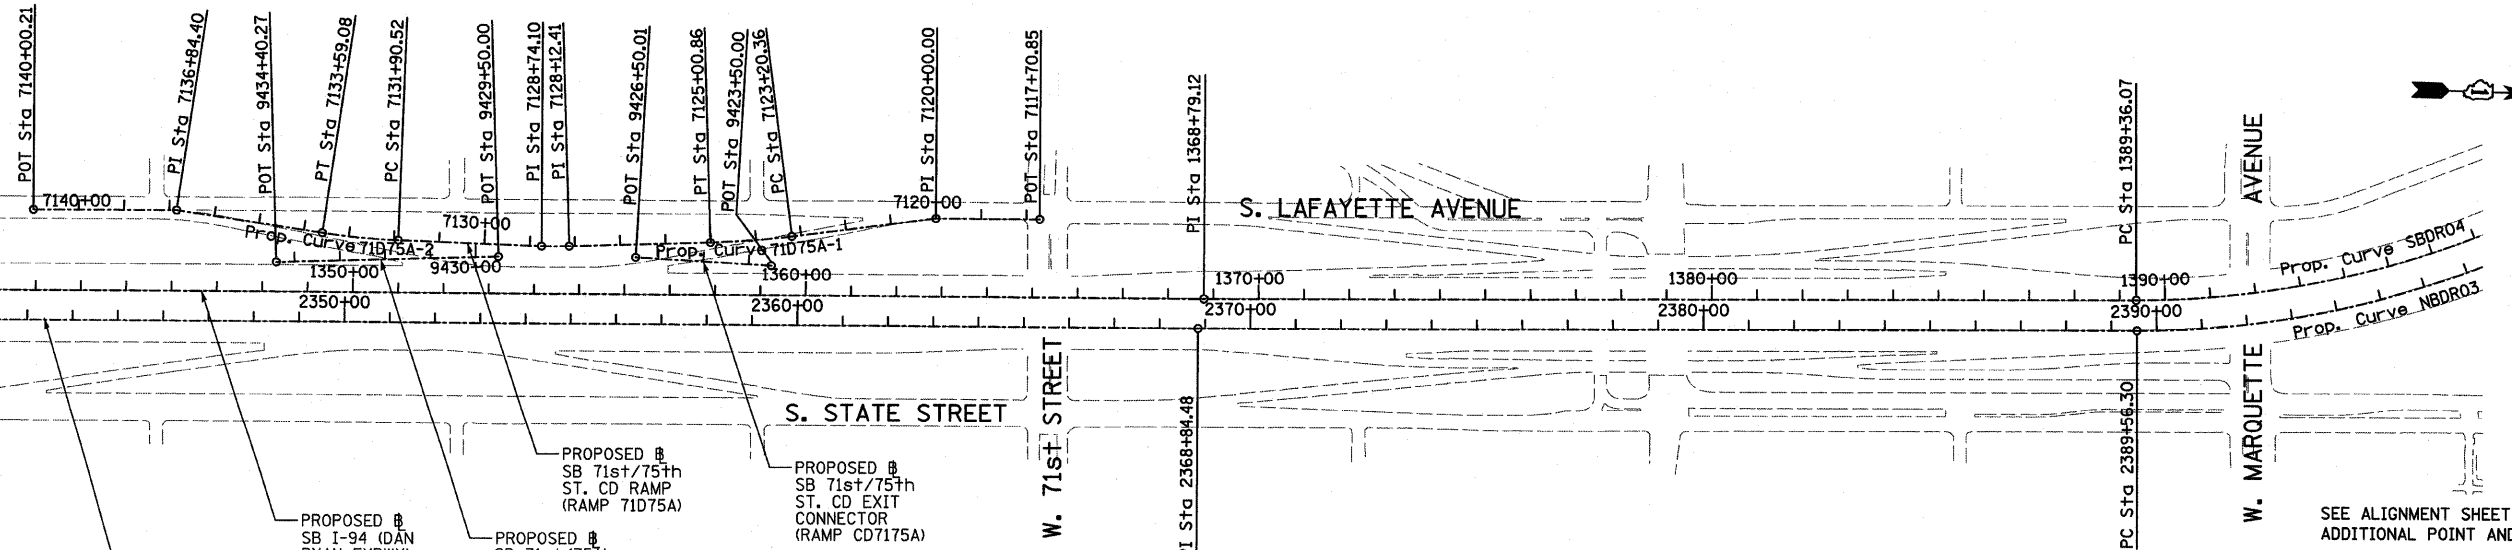 POT Sta 7140+00.21
PI Sta 7136+84.40
POT Sta 9434+40.27
PT Sta 7133+59.08
PC Sta 7131+90.52
POT Sta 9429+50.00
PI Sta 7128+74.10
PI Sta 7128+12.41
POT Sta 9426+50.01
PT Sta 7125+00.86
POT Sta 9423+50.00
PC Sta 7123+20.36
PI Sta 7120+00.00
POT Sta 7117+70.85
PI Sta 1368+79.12
PC Sta 1389+36.07
W. MARQUETTE AVENUE
7140+00
7130+00
7120+00
S. LAFAYETTE AVENUE
Prop. Curve 71D75A-2
Prop. Curve 71D75A-1
1350+00
9430+00
1360+00
1370+00
1380+00
1390+00
Prop. Curve SBDR04
2350+00
2360+00
2370+00
2380+00
2390+00
Prop. Curve NBDR03
S. STATE STREET
W. 71st STREET
PI Sta 2368+84.48
PC Sta 2389+56.30
PROPOSED ℄
SB I-94 (DAN
RYAN EXPWY)
PROPOSED ℄
SB 71st/75th
PROPOSED ℄
SB 71st/75th
ST. CD RAMP
(RAMP 71D75A)
PROPOSED ℄
SB 71st/75th
ST. CD EXIT
CONNECTOR
(RAMP CD7175A)
SEE ALIGNMENT SHEET
ADDITIONAL POINT AND